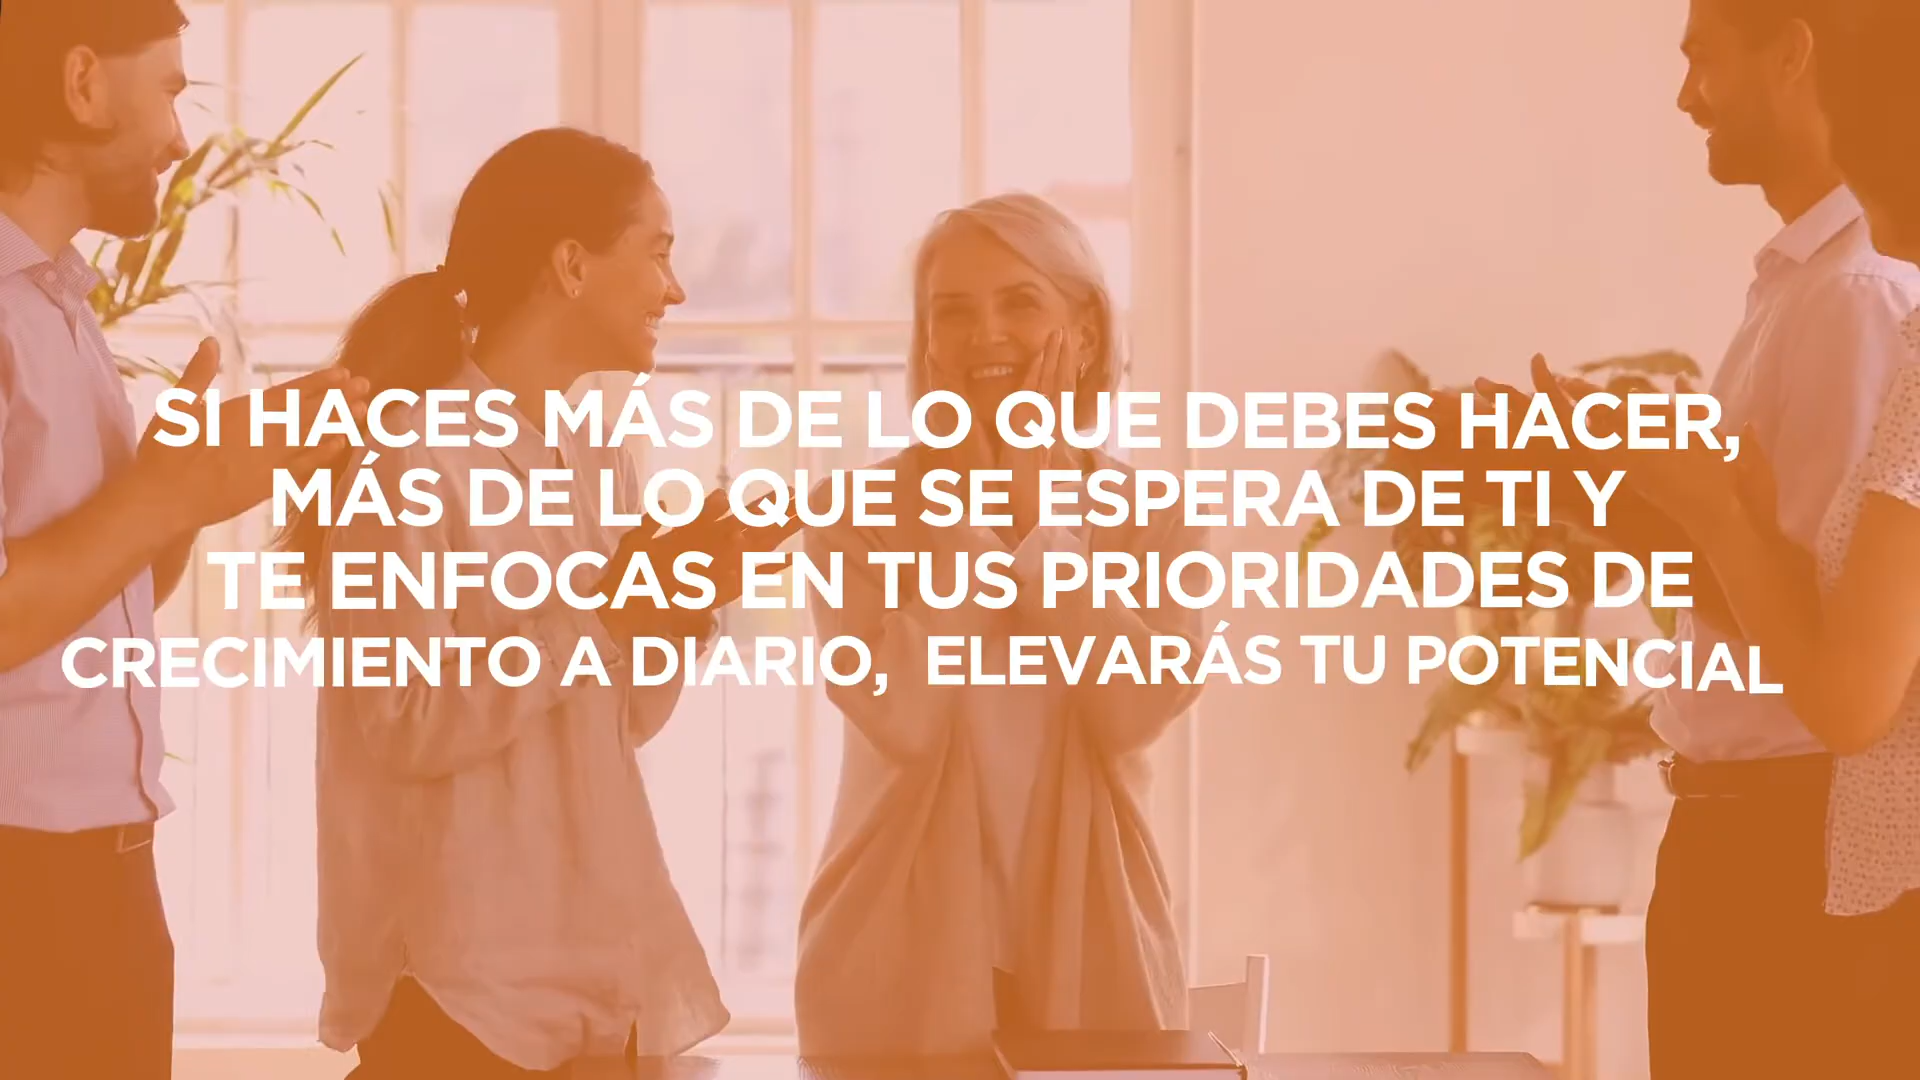 SI HACES MÁS DE LO QUE DEBES HACER,
MÁS DE LO QUE SE ESPERA DE TI Y
TE ENFOCAS EN TUS PRIORIDADES DE
CRECIMIENTO A DIARIO, ELEVARÁS TU POTENCIAL